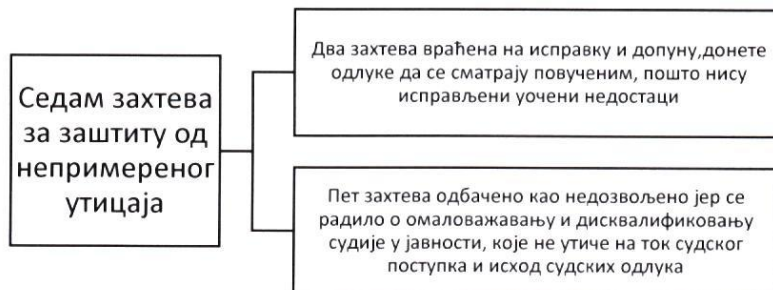 Седам захтева
за заштиту од
непримереног
утицаја
Два захтева враћена на исправку и допуну,донете
одлуке да се сматрају повученим, пошто нису
исправљени уочени недостаци
Пет захтева одбачено као недозвољено јер се
радило о омаловажавању и дисквалификовању
судије у јавности, које не утиче на ток судског
поступка и исход судских одлука